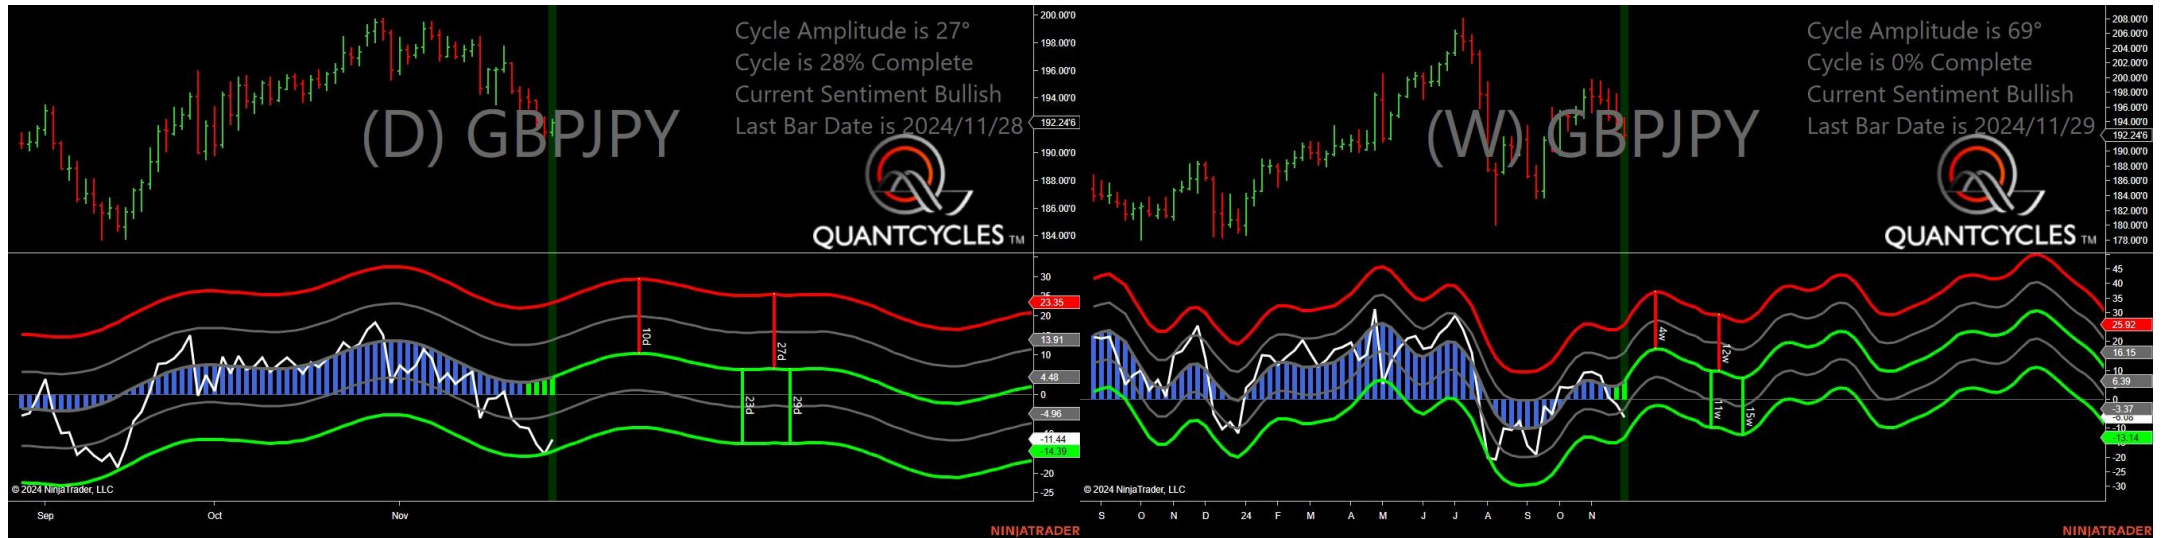 Cycle Amplitude is 27°
Cycle is 28% Complete
Current Sentiment Bullish
Last Bar Date is 2024/11/28
(D) GBPJPY
QUANTCYCLES TM
200.00'0
198.00'0
196.00'0
194.00'0
192.24'6
190.00'0
188.00'0
186.00'0
184.00'0
30
23.35
20
13.91
10
4.48
0
-4.96
-11.44
-14.39
-20
-25
10d
27d
23d
29d
© 2024 NinjaTrader, LLC
Sep Oct Nov
NINJATRADER
Cycle Amplitude is 69°
Cycle is 0% Complete
Current Sentiment Bullish
Last Bar Date is 2024/11/29
(W) GBPJPY
QUANTCYCLES TM
208.00'0
206.00'0
204.00'0
202.00'0
200.00'0
198.00'0
196.00'0
194.00'0
192.24'6
190.00'0
188.00'0
186.00'0
184.00'0
182.00'0
180.00'0
178.00'0
45
40
35
30
25.92
20
16.15
10
6.39
0
-3.37
-10
-13.14
-20
-25
-30
4w
12w
11w
15w
© 2024 NinjaTrader, LLC
S O N D 24 F M A M J J A S O N
NINJATRADER